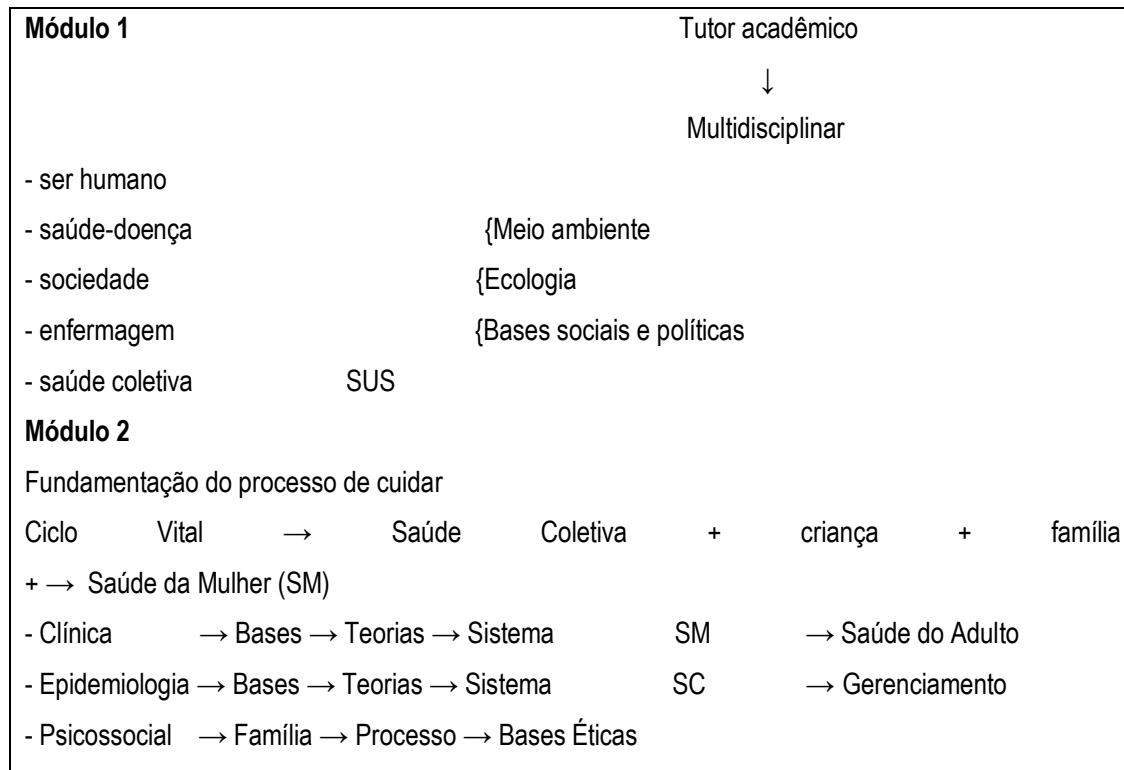 Módulo 1 Tutor acadêmico
↓
Multidisciplinar
- ser humano
- saúde-doença {Meio ambiente
- sociedade {Ecologia
- enfermagem {Bases sociais e políticas
- saúde coletiva SUS
Módulo 2
Fundamentação do processo de cuidar
Ciclo Vital → Saúde Coletiva + criança + família
+ → Saúde da Mulher (SM)
- Clínica → Bases → Teorias → Sistema SM → Saúde do Adulto
- Epidemiologia → Bases → Teorias → Sistema SC → Gerenciamento
- Psicossocial → Família → Processo → Bases Éticas